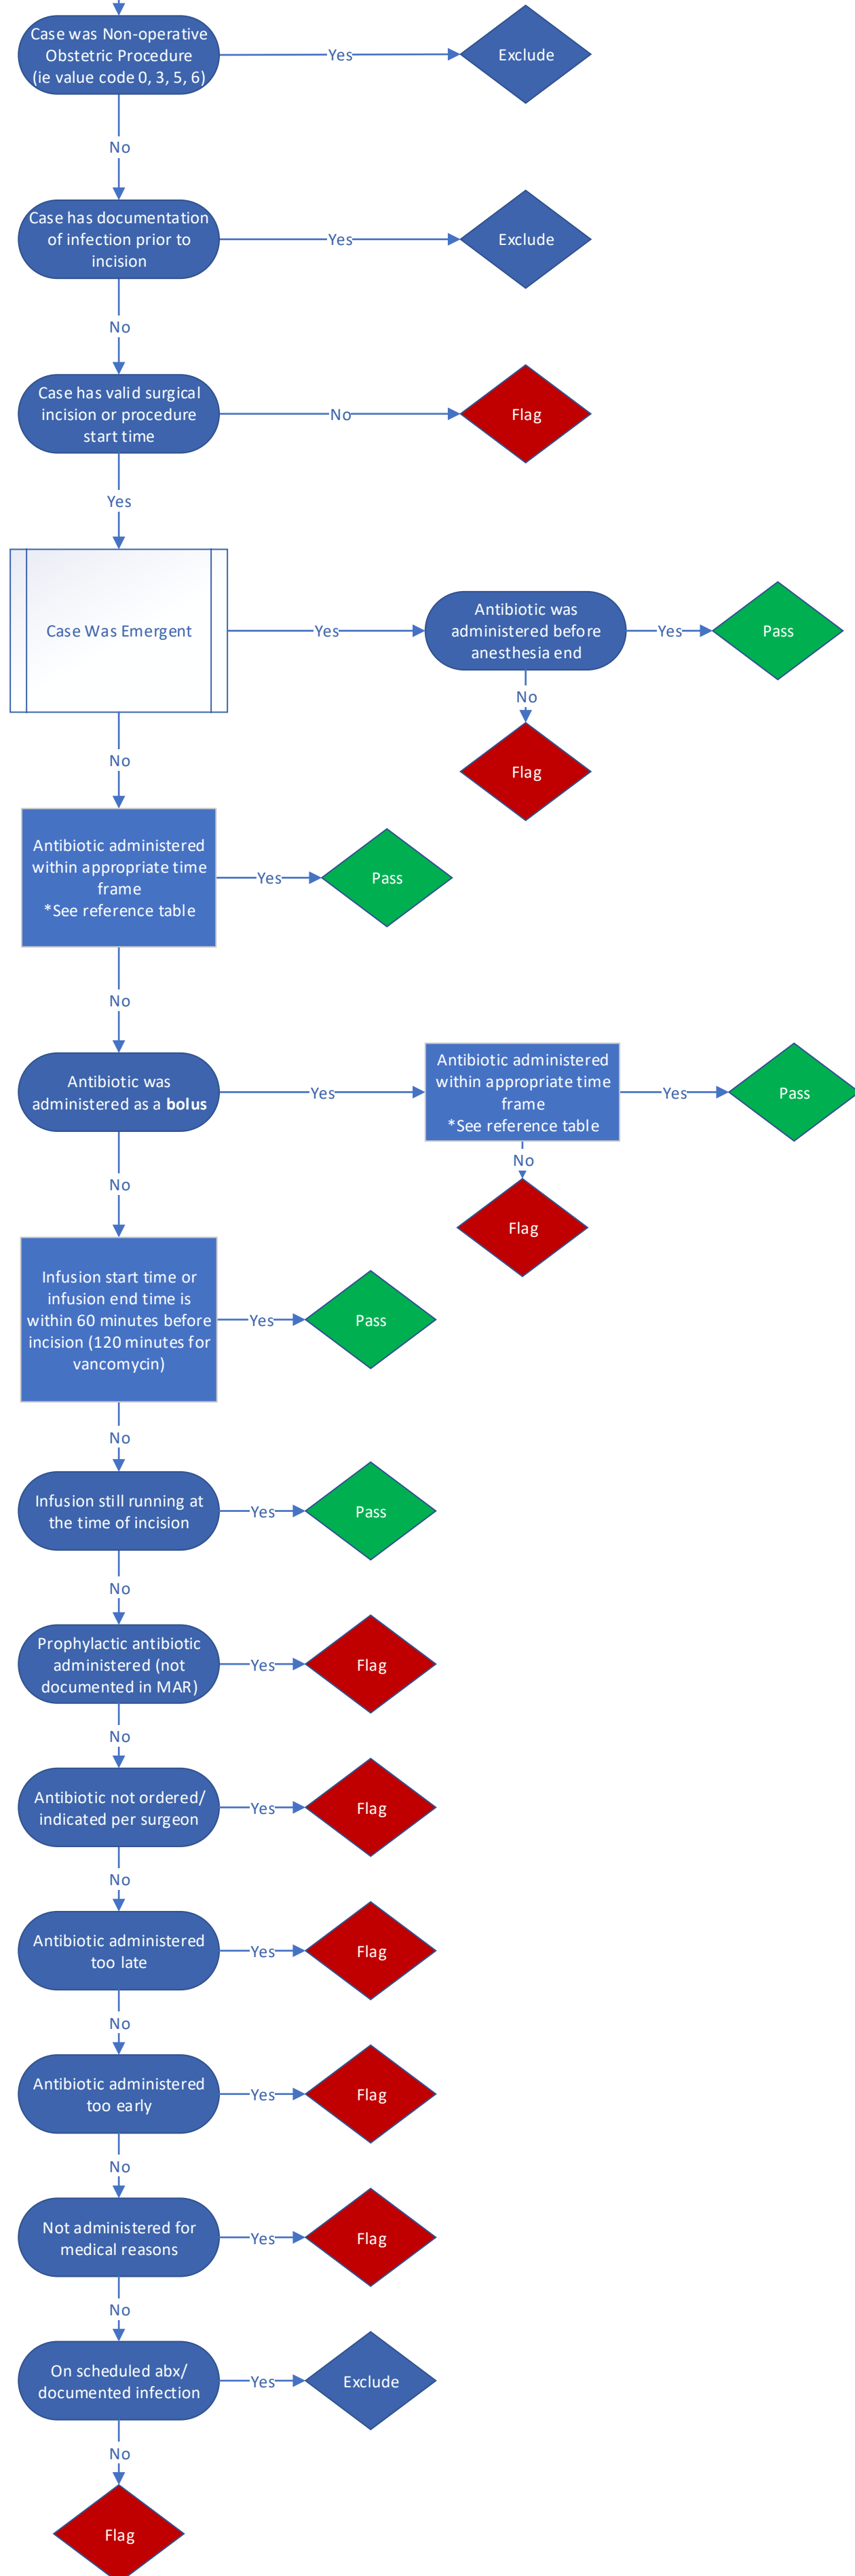 Case was Non-operative
Obstetric Procedure
(ie value code 0, 3, 5, 6)
Yes
Exclude
No
Case has documentation
of infection prior to
incision
Yes
Exclude
No
Case has valid surgical
incision or procedure
start time
No
Flag
Yes
Case Was Emergent
Yes
Antibiotic was
administered before
anesthesia end
Yes
Pass
No
Flag
No
Antibiotic administered
within appropriate time
frame
*See reference table
Yes
Pass
No
Antibiotic was
administered as a bolus
Yes
Antibiotic administered
within appropriate time
frame
*See reference table
Yes
Pass
No
Flag
No
Infusion start time or
infusion end time is
within 60 minutes before
incision (120 minutes for
vancomycin)
Yes
Pass
No
Infusion still running at
the time of incision
Yes
Pass
No
Prophylactic antibiotic
administered (not
documented in MAR)
Yes
Flag
No
Antibiotic not ordered/
indicated per surgeon
Yes
Flag
No
Antibiotic administered
too late
Yes
Flag
No
Antibiotic administered
too early
Yes
Flag
No
Not administered for
medical reasons
Yes
Flag
No
On scheduled abx/
documented infection
Yes
Exclude
No
Flag